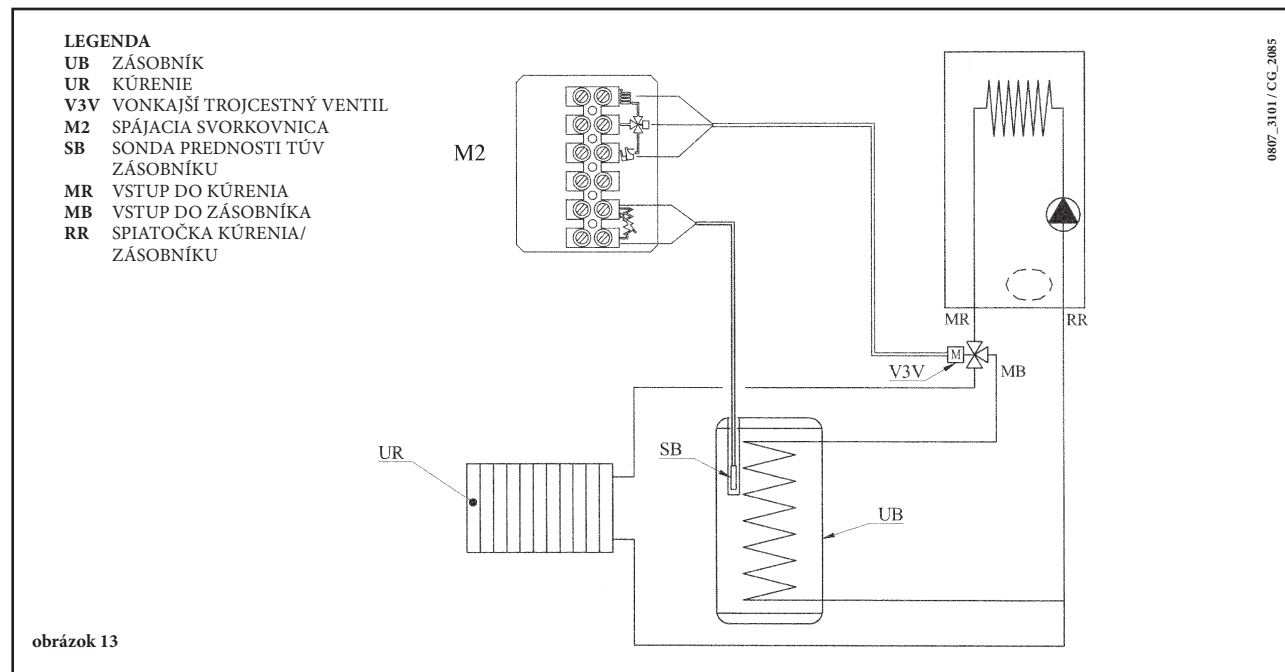 LEGENDA
UB ZÁSOBNÍK
UR KÚRENIE
V3V VONKAJŠÍ TROJCESTNÝ VENTIL
M2 SPÁJACIA SVORKOVNICA
SB SONDA PREDNOSTI TÚV
ZÁSOBNÍKU
MR VSTUP DO KÚRENIA
MB VSTUP DO ZÁSOBNÍKA
RR SPIATOČKA KÚRENIA/
ZÁSOBNÍKU
M2
0807_3101 / CG_2085
MR
RR
M
V3V
MB
UR
SB
UB
obrázok 13